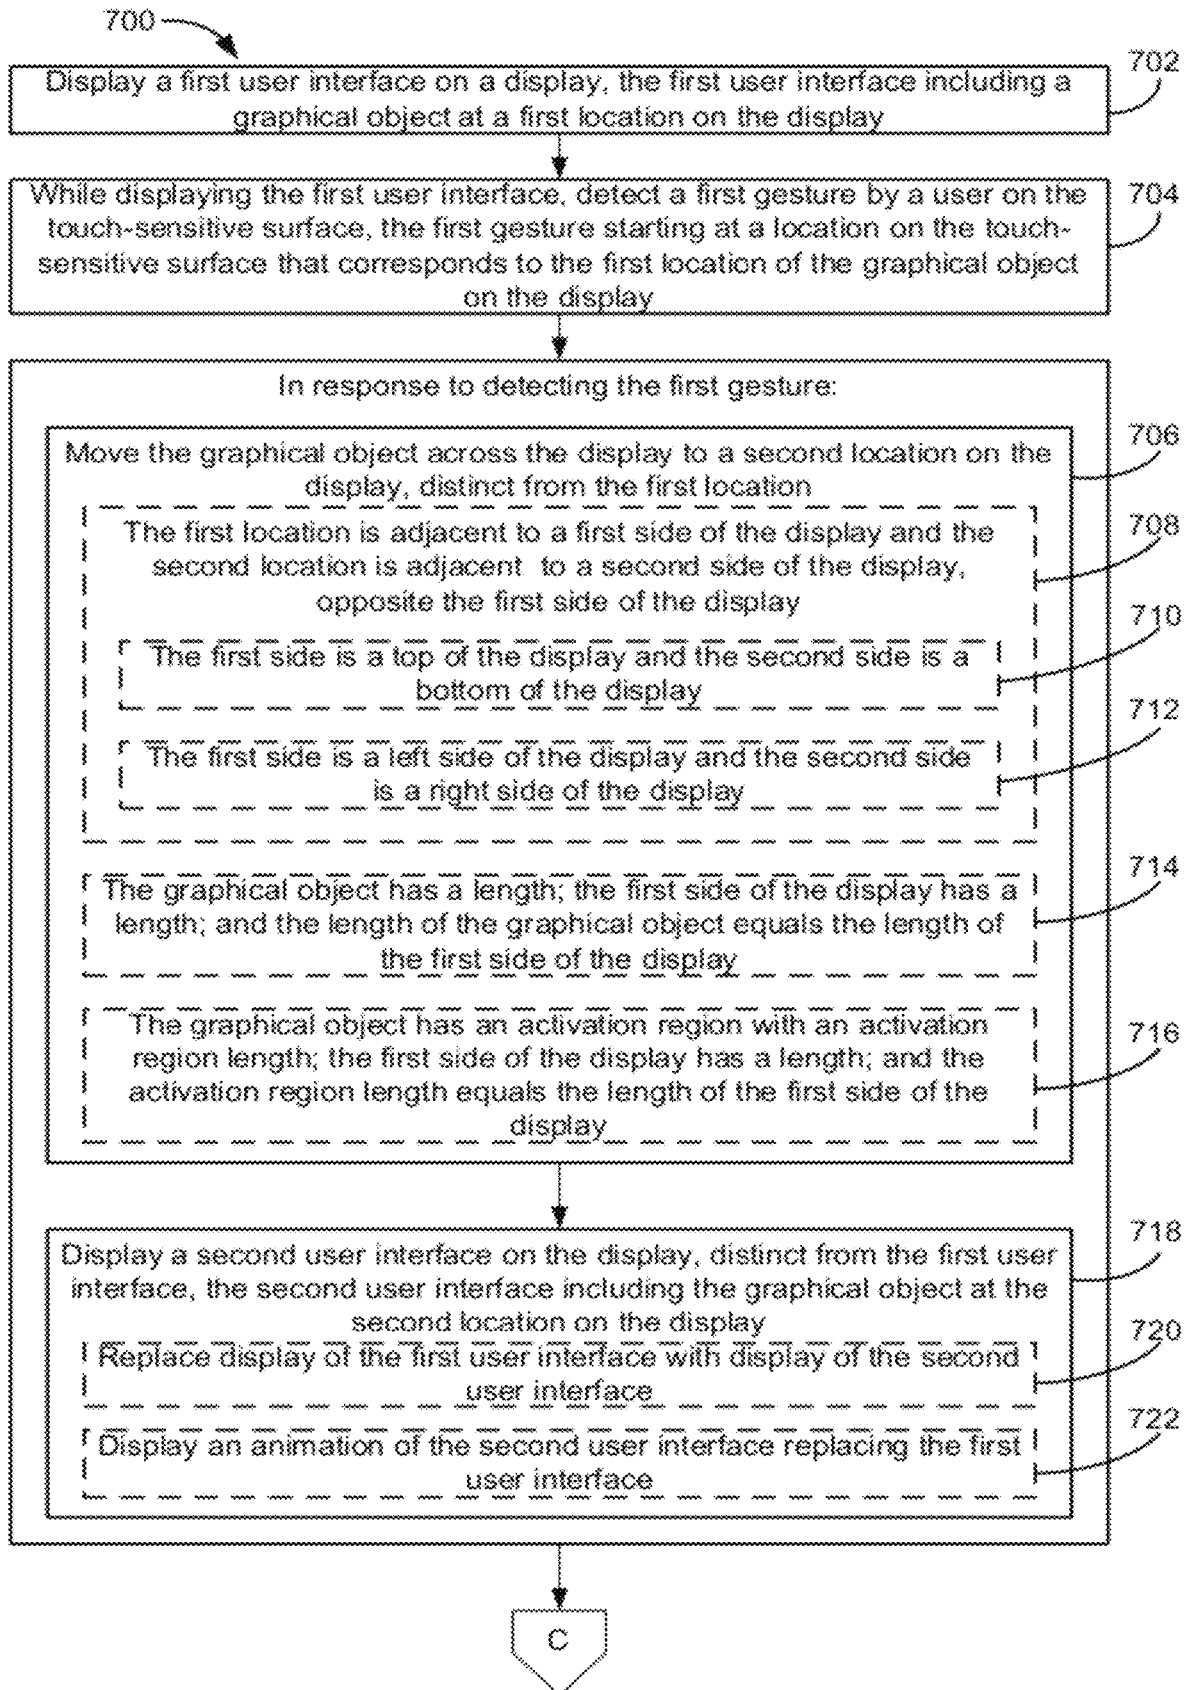 700
702
Display a first user interface on a display, the first user interface including a
graphical object at a first location on the display
704
While displaying the first user interface, detect a first gesture by a user on the
touch-sensitive surface, the first gesture starting at a location on the touch-
sensitive surface that corresponds to the first location of the graphical object
on the display
In response to detecting the first gesture:
706
Move the graphical object across the display to a second location on the
display, distinct from the first location
708
The first location is adjacent to a first side of the display and the
second location is adjacent to a second side of the display,
opposite the first side of the display
710
The first side is a top of the display and the second side is a
bottom of the display
712
The first side is a left side of the display and the second side
is a right side of the display
714
The graphical object has a length; the first side of the display has a
length; and the length of the graphical object equals the length of
the first side of the display
716
The graphical object has an activation region with an activation
region length; the first side of the display has a length; and the
activation region length equals the length of the first side of the
display
718
Display a second user interface on the display, distinct from the first user
interface, the second user interface including the graphical object at the
second location on the display
720
Replace display of the first user interface with display of the second
user interface
722
Display an animation of the second user interface replacing the first
user interface
C